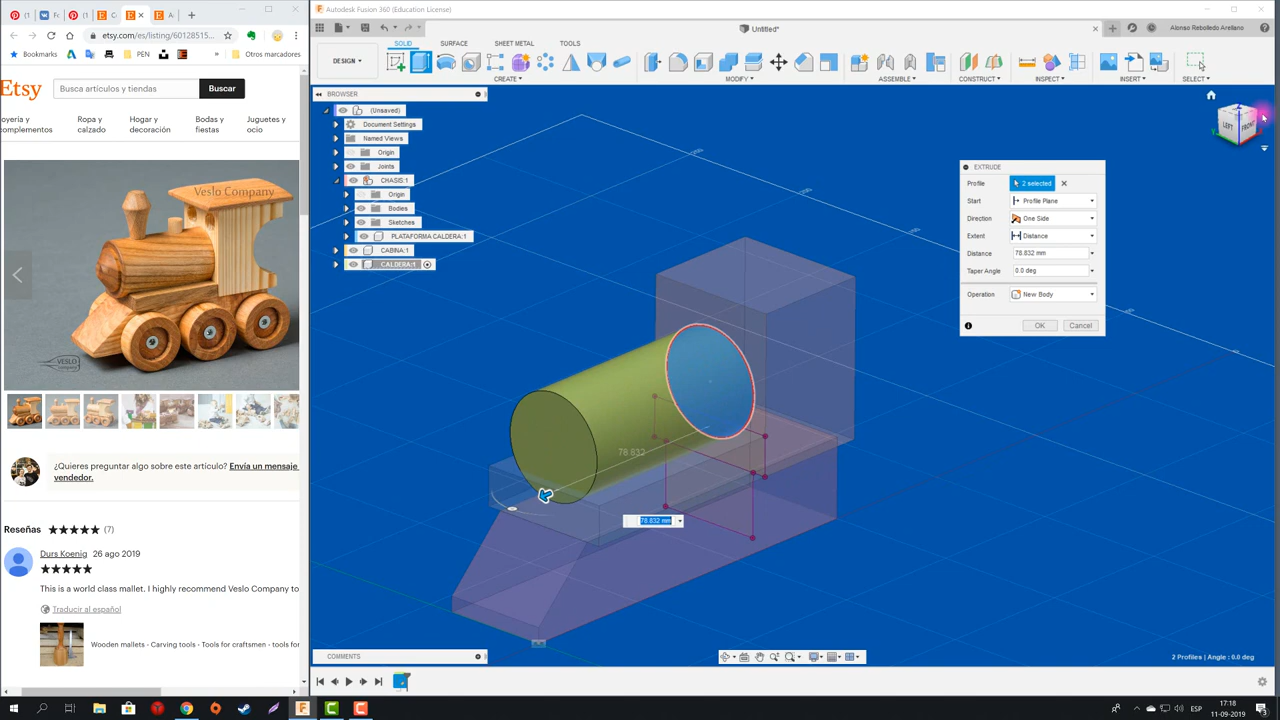 https://www.etsy.com/listing/60128515...
Bookmarks
PEN
Otros marcadores
Etsy
Buscar artículos y tiendas
Buscar
oyería y
complementos
Ropa y
calzado
Hogar y
decoración
Bodas y
fiestas
Juguetes y
ocio
Veslo Company
VESLO
company
¿Quieres preguntar algo sobre este artículo? Envía un mensaje
vendedor.
Reseñas
(7)
Durs Koenig 26 ago 2019
This is a world class mallet. I highly recommend Veslo Company to
Traducir al español
Wooden mallets - Carving tools - Tools for craftsmen - tools for wo
Autodesk Fusion 360 (Education License)
Untitled*
Alonso Rebolledo Arellano
SOLID
SURFACE
SHEET METAL
TOOLS
DESIGN
CREATE
MODIFY
ASSEMBLE
CONSTRUCT
INSPECT
INSERT
SELECT
BROWSER
(Unsaved)
Document Settings
Named Views
Origin
Joints
CHASIS:1
Origin
Bodies
Sketches
PLATAFORMA CALDERA:1
CABINA:1
CALDERA:1
LEFT
FRONT
EXTRUDE
Profile
2 selected
Start
Profile Plane
Direction
One Side
Extent
Distance
Distance
78.832 mm
Taper Angle
0.0 deg
Operation
New Body
OK
Cancel
78.832
78.832 mm
COMMENTS
2 Profiles | Angle : 0.0 deg
ESP
17:18
11-09-2019